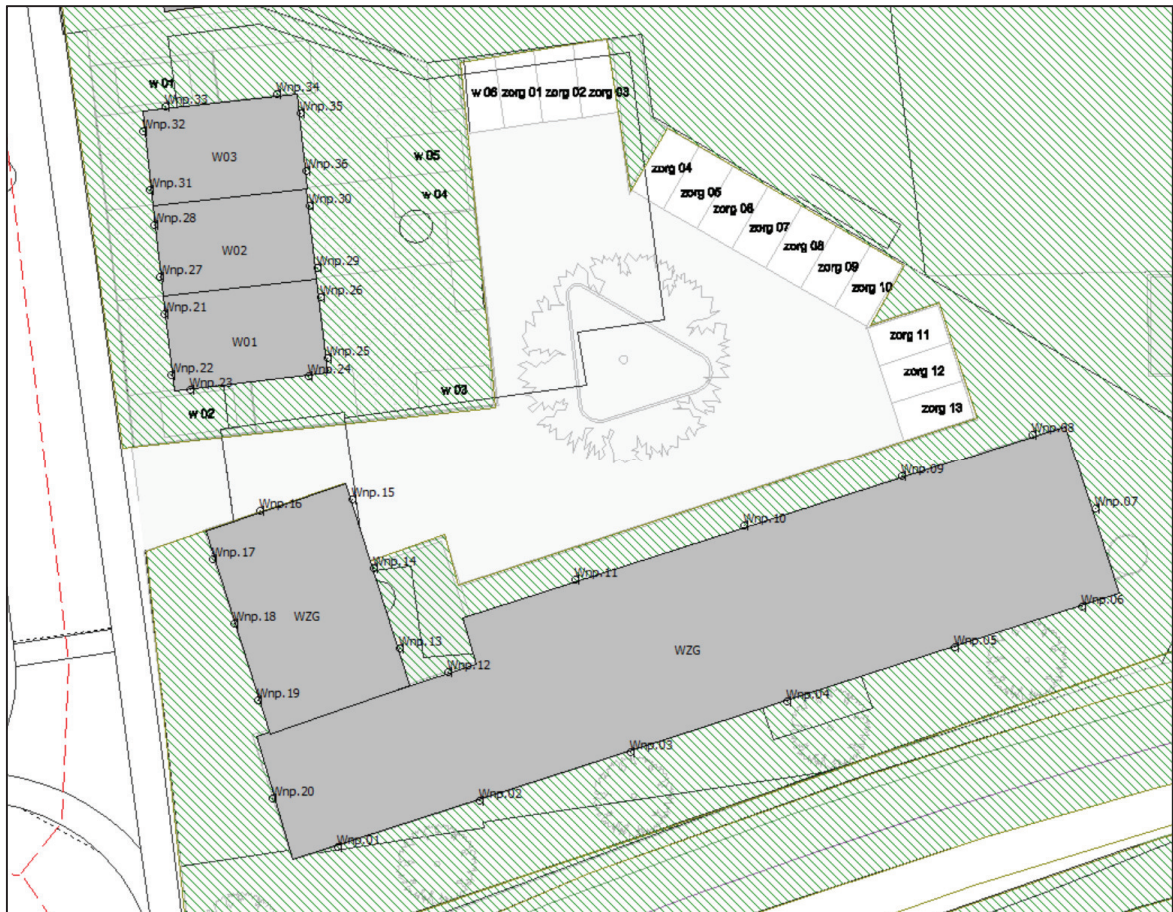 w 01
Wnp.33
Wnp.34
Wnp.35
Wnp.32
W03
Wnp.36
Wnp.31
Wnp.30
Wnp.28
W02
Wnp.29
Wnp.27
Wnp.26
Wnp.21
W01
Wnp.25
Wnp.22
Wnp.23
Wnp.24
w 02
w 03
w 05
w 04
w 06
zorg 01
zorg 02
zorg 03
zorg 04
zorg 05
zorg 06
zorg 07
zorg 08
zorg 09
zorg 10
zorg 11
zorg 12
zorg 13
Wnp.15
Wnp.16
Wnp.17
Wnp.14
Wnp.18
WZG
Wnp.13
Wnp.19
Wnp.12
Wnp.20
Wnp.11
Wnp.10
Wnp.09
Wnp.08
Wnp.07
Wnp.06
Wnp.05
WZG
Wnp.04
Wnp.03
Wnp.02
Wnp.01